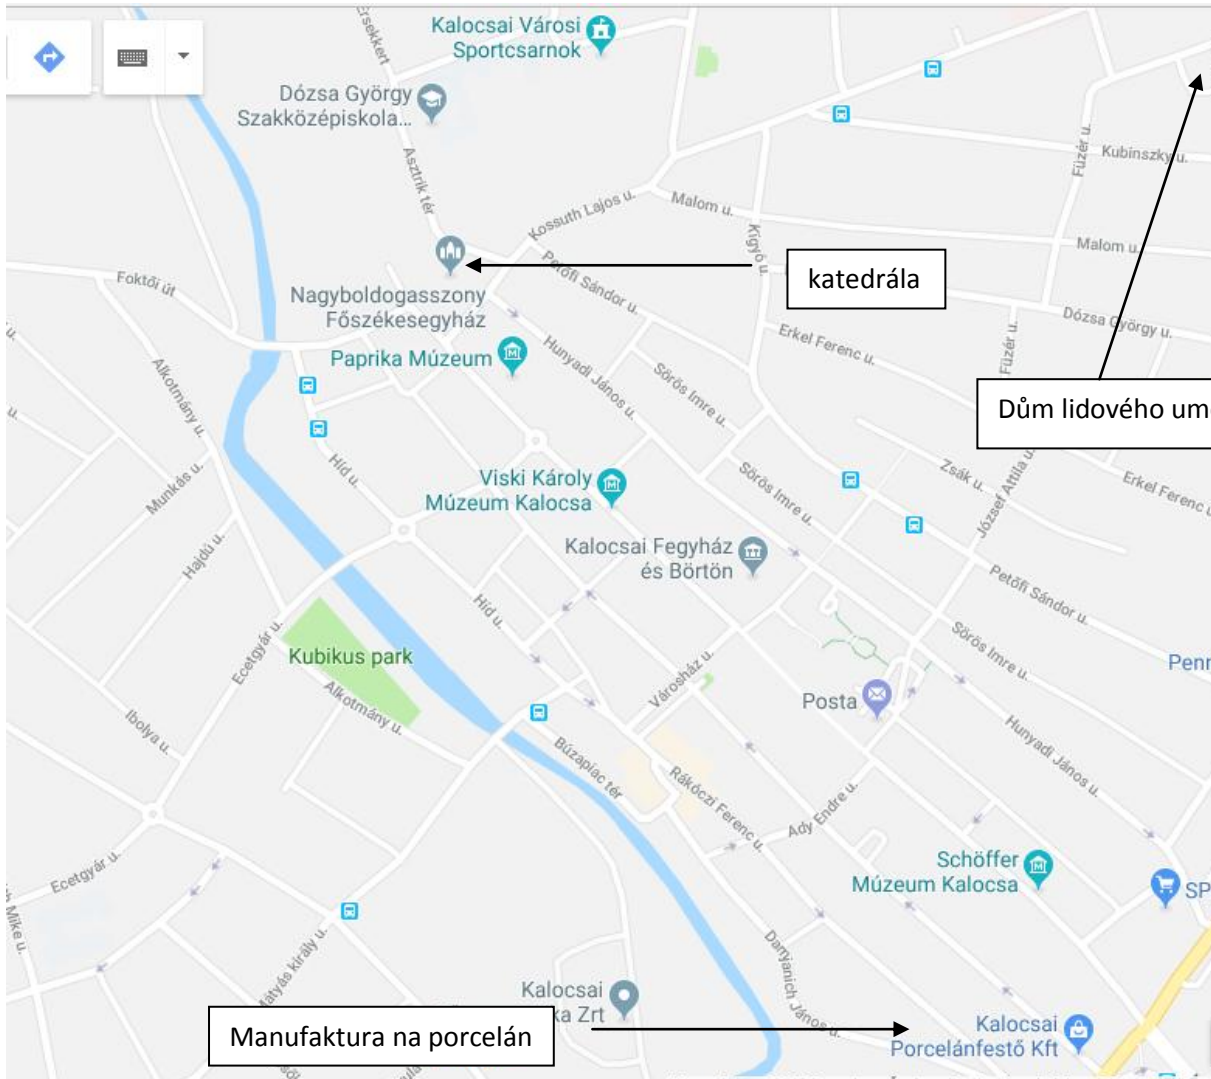 Érsekkert
Kalocsai Városi
Sportcsarnok
Dózsa György
Szakközépiskola...
Asztrik tér
Füzér u.
Kubinszky u.
Kossuth Lajos u.
Malom u.
Malom u.
Kígyó u.
katedrála
Petőfi Sándor u.
Foktői út
Nagyboldogasszony
Főszékesegyház
Dózsa György u.
Erkel Ferenc u.
Füzér u.
Paprika Múzeum
Hunyadi János u.
Sörös Imre u.
Alkotmány u.
Dům lidového
Munkás u.
Híd u.
Viski Károly
Múzeum Kalocsa
Sörös Imre u.
Zsák u.
József Attila u.
Erkel Ferenc
Hajdú u.
Kalocsai Fegyház
és Börtön
Petőfi Sándor u.
Híd u.
Ecetgyár u.
Kubikus park
Sörös Imre u.
Városház u.
Posta
Alkotmány u.
Ibolya u.
Búzapiac tér
Hunyadi János u.
Rákóczi Ferenc u.
Ady Endre u.
Schöffer
Múzeum Kalocsa
Ecetgyár u.
SP
Mike u.
Mátyás király u.
Damjanich János u.
Kalocsai
ka Zrt
Manufaktura na porcelán
Kalocsai
Porcelánfestő Kft